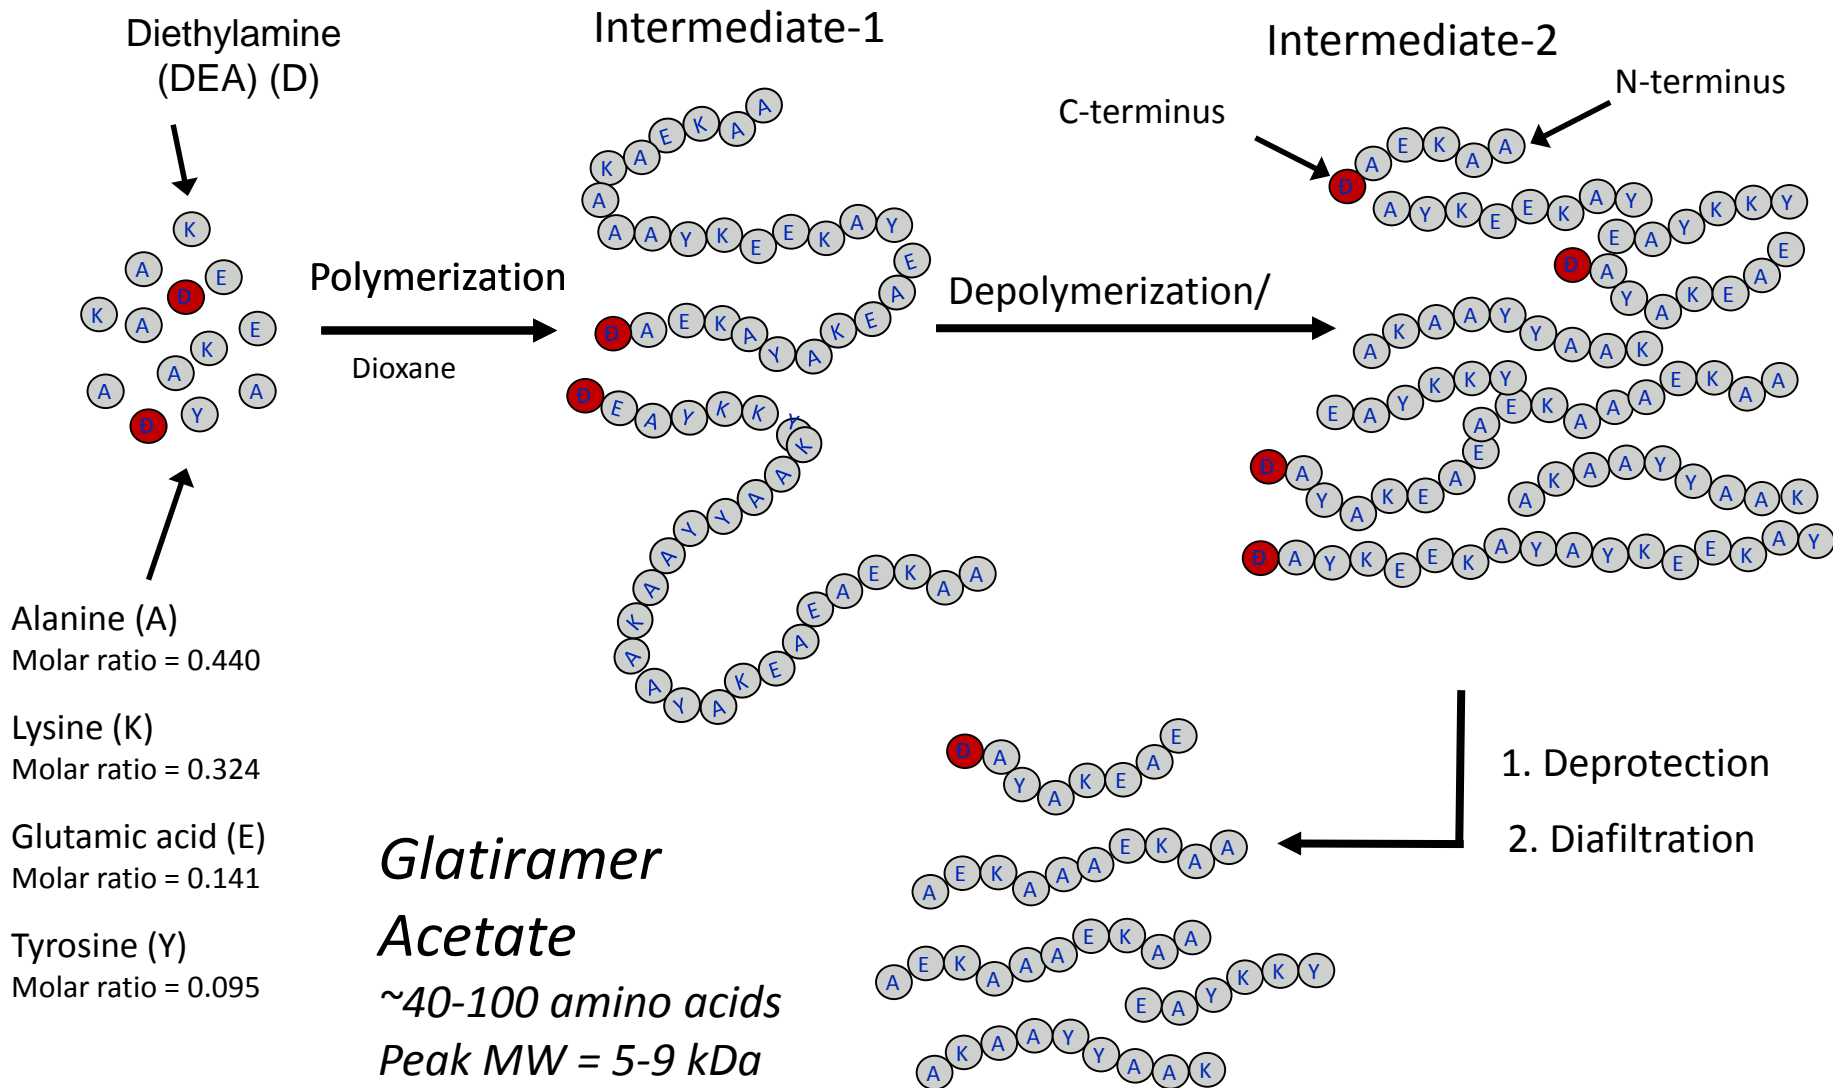 Diethylamine
(DEA) (D)
K
A E
Ð
K A E
K
A
A A
Y
Ð
Alanine (A)
Molar ratio = 0.440
Lysine (K)
Molar ratio = 0.324
Glutamic acid (E)
Molar ratio = 0.141
Tyrosine (Y)
Molar ratio = 0.095
Polymerization
Dioxane
Intermediate-1
K A E K A A
A
A A Y K E E K A Y
E
Ð A E K A Y A K E A
Ð E A Y K K Y K A A Y Y A A K A A Y A K E A E A E K A A
Depolymerization/
Intermediate-2
C-terminus
N-terminus
Ð A E K A A
A Y K E E K A Y
E A Y K K Y
Ð A Y A K E A E
A K A A Y Y A A K
E A Y K K Y
Ð A Y A K E A E A E K A A A E K A A
A K A A Y Y A A K
Ð A Y K E E K A Y A Y K E E K A Y
1. Deprotection
2. Diafiltration
Ð A Y A K E A E
A E K A A A E K A A
A E K A A A E K A A
E A Y K K Y
A K A A Y Y A A K
Glatiramer
Acetate
~40-100 amino acids
Peak MW = 5-9 kDa